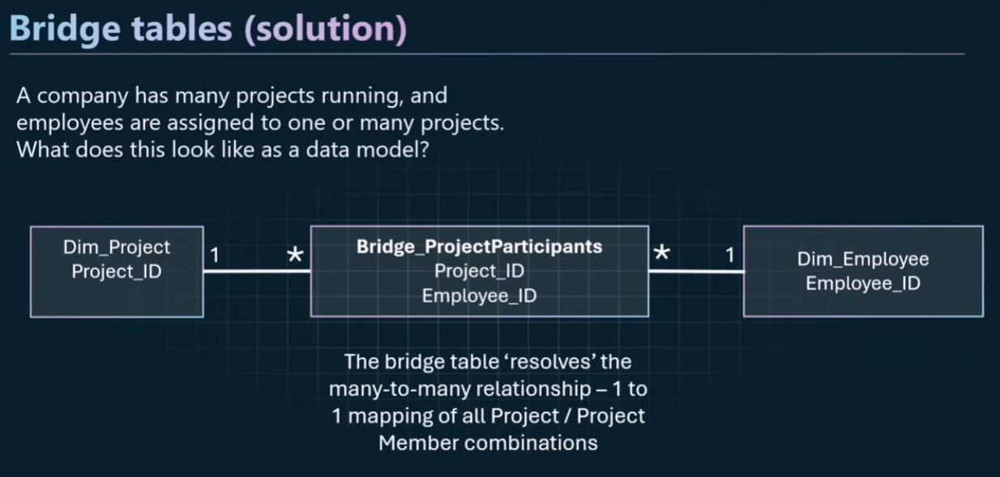 Bridge tables (solution)
A company has many projects running, and
employees are assigned to one or many projects.
What does this look like as a data model?
Dim_Project
Project_ID
1
*
Bridge_ProjectParticipants
Project_ID
Employee_ID
*
1
Dim_Employee
Employee_ID
The bridge table ‘resolves’ the
many-to-many relationship – 1 to
1 mapping of all Project / Project
Member combinations